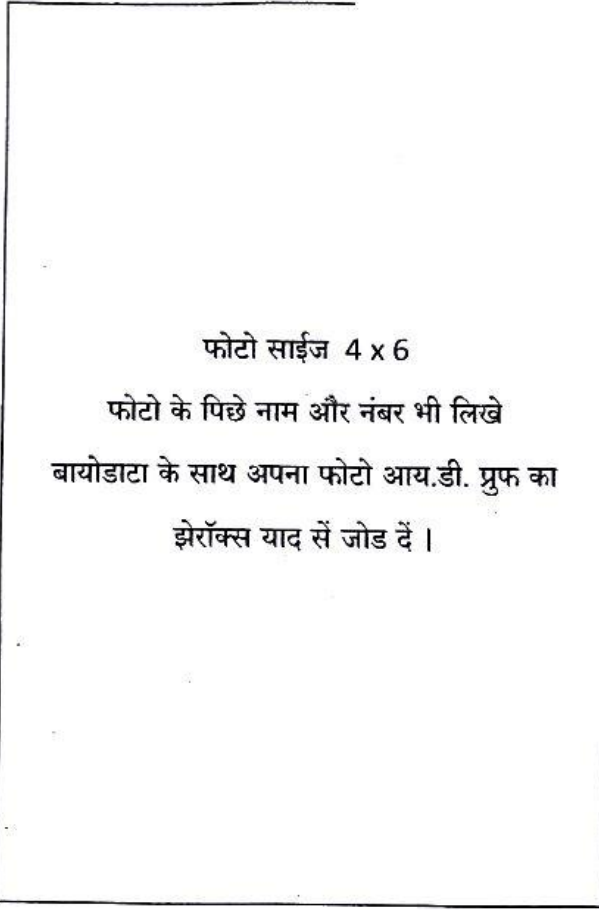 फोटो साईज 4 x 6
फोटो के पिछे नाम और नंबर भी लिखे
बायोडाटा के साथ अपना फोटो आय.डी. प्रुफ का
झेरॉक्स याद सें जोड दें ।